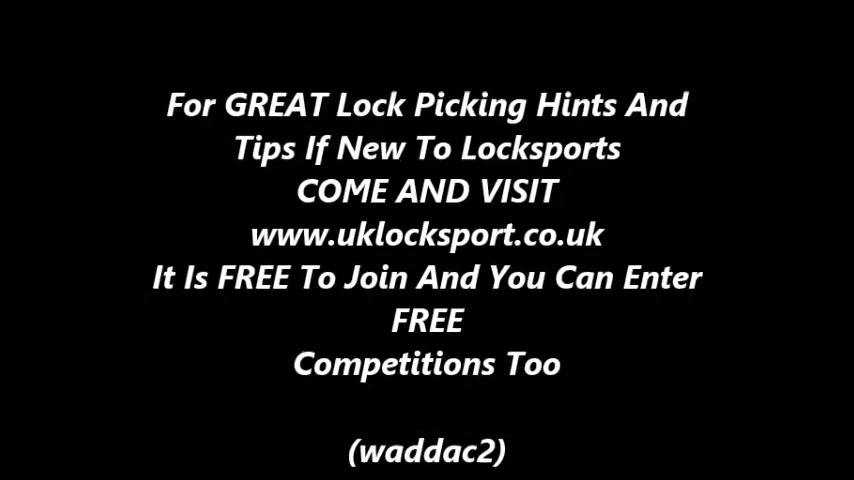 For GREAT Lock Picking Hints And
Tips If New To Locksports
COME AND VISIT
www.uklocksport.co.uk
It Is FREE To Join And You Can Enter
FREE
Competitions Too
(waddac2)